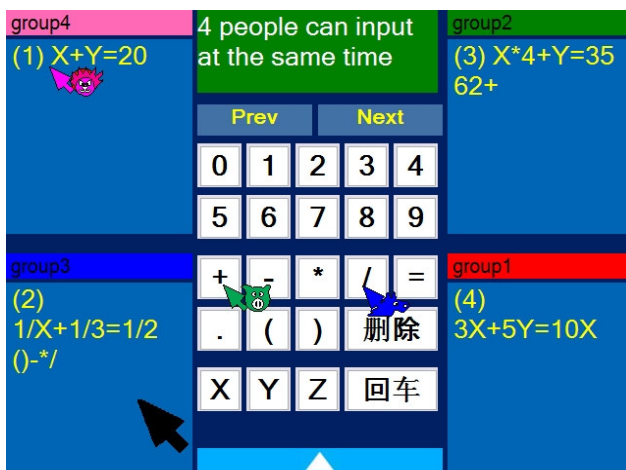 group4
(1) X+Y=20
4 people can input
at the same time
group2
(3) X*4+Y=35
62+
Prev Next
0 1 2 3 4
5 6 7 8 9
+ - * / =
. ( ) 删除
X Y Z 回车
group3
(2)
1/X+1/3=1/2
()-*/
group1
(4)
3X+5Y=10X